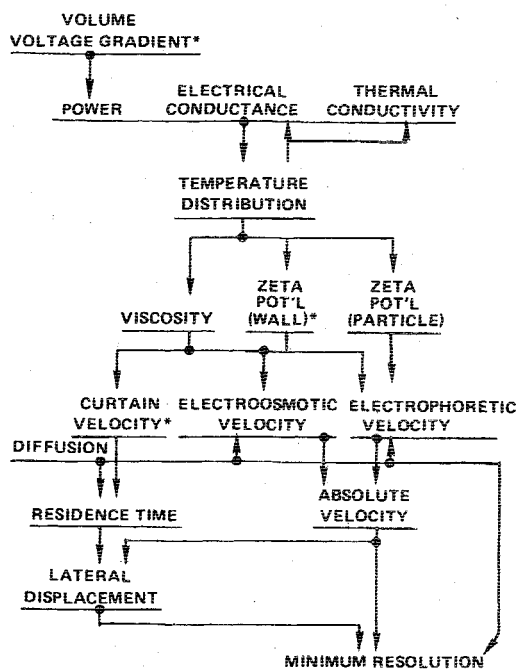 VOLUME
VOLTAGE GRADIENT*
POWER
ELECTRICAL
CONDUCTANCE
THERMAL
CONDUCTIVITY
TEMPERATURE
DISTRIBUTION
VISCOSITY
ZETA
POT'L
(WALL)*
ZETA
POT'L
(PARTICLE)
CURTAIN
VELOCITY*
ELECTROOSMOTIC
VELOCITY
ELECTROPHORETIC
VELOCITY
DIFFUSION
RESIDENCE TIME
ABSOLUTE
VELOCITY
LATERAL
DISPLACEMENT
MINIMUM RESOLUTION